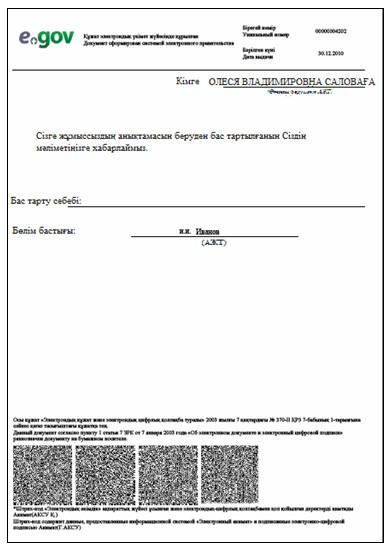 e.gov
Құжат электрондық үкімет жүйесінде құрылған
Документ сформирован системой электронного правительства
Бірегей нөмір
Уникальный номер
00000004202
Берілген күні
Дата выдачи
30.12.2010
Кімге ОЛЕСЯ ВЛАДИМИРОВНА САЛОВАҒА
Сізге жұмыссыздың анықтамасын беруден бас тартылғанын Сіздің
мәліметіңізге хабарлаймыз.
Бас тарту себебі:
Бөлім бастығы: и.и. Иванов
(АЖТ)
Осы құжат «Электрондық құжат және электрондық цифрлық қолтаңба туралы» 2003 жылғы 7 қаңтардағы № 370-II ҚРЗ 7-бабының 1-тармағына
сәйкес қағаз тасығыштағы құжатқа тең.
Данный документ согласно пункту 1 статьи 7 ЗРК от 7 января 2003 года «Об электронном документе и электронной цифровой подписи»
равнозначен документу на бумажном носителе.
*Штрих-код «Электрондық әкімдік» ақпараттық жүйесі ұсынған және электрондық-цифрлық қолтаңбамен қол қойылған деректерді қамтиды
Әкимат(АКСУ Қ.)
Штрих-код содержит данные, предоставленные информационной системой «Электронный акимат» и подписанные электронно-цифровой
подписью Акимат(Г.АКСУ)